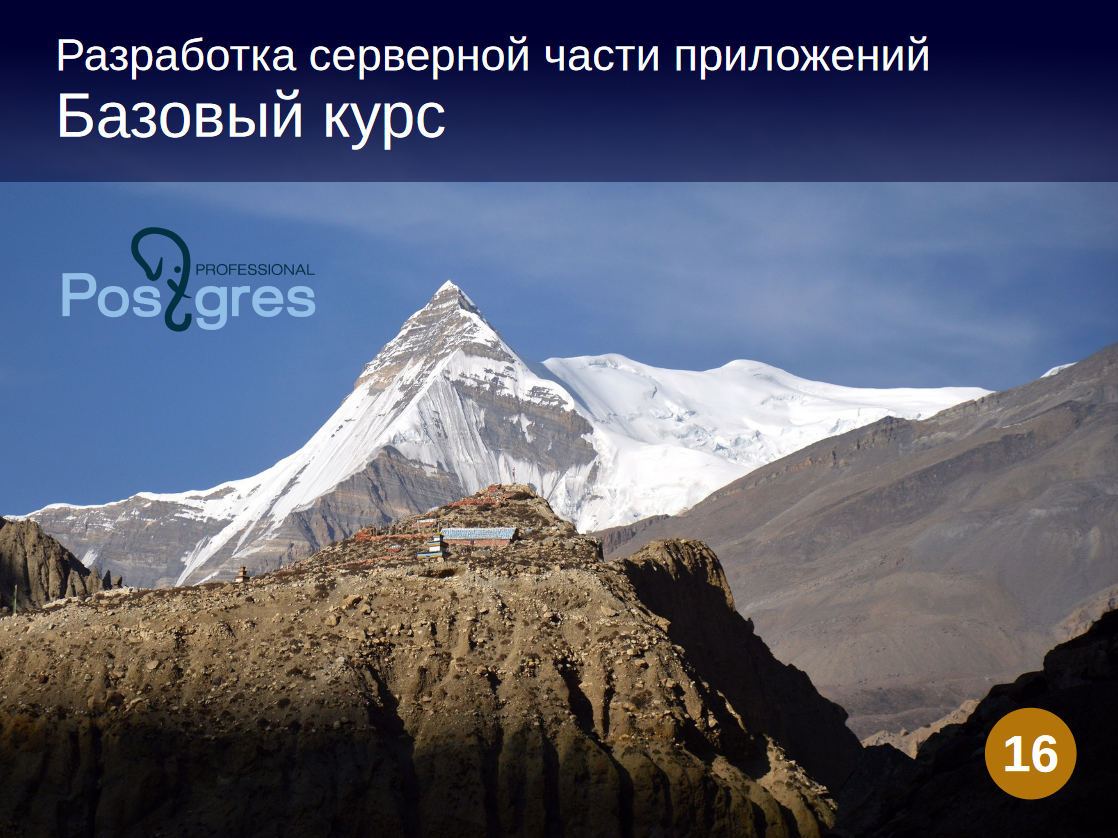 Разработка серверной части приложений
Базовый курс
PROFESSIONAL
Postgres
16